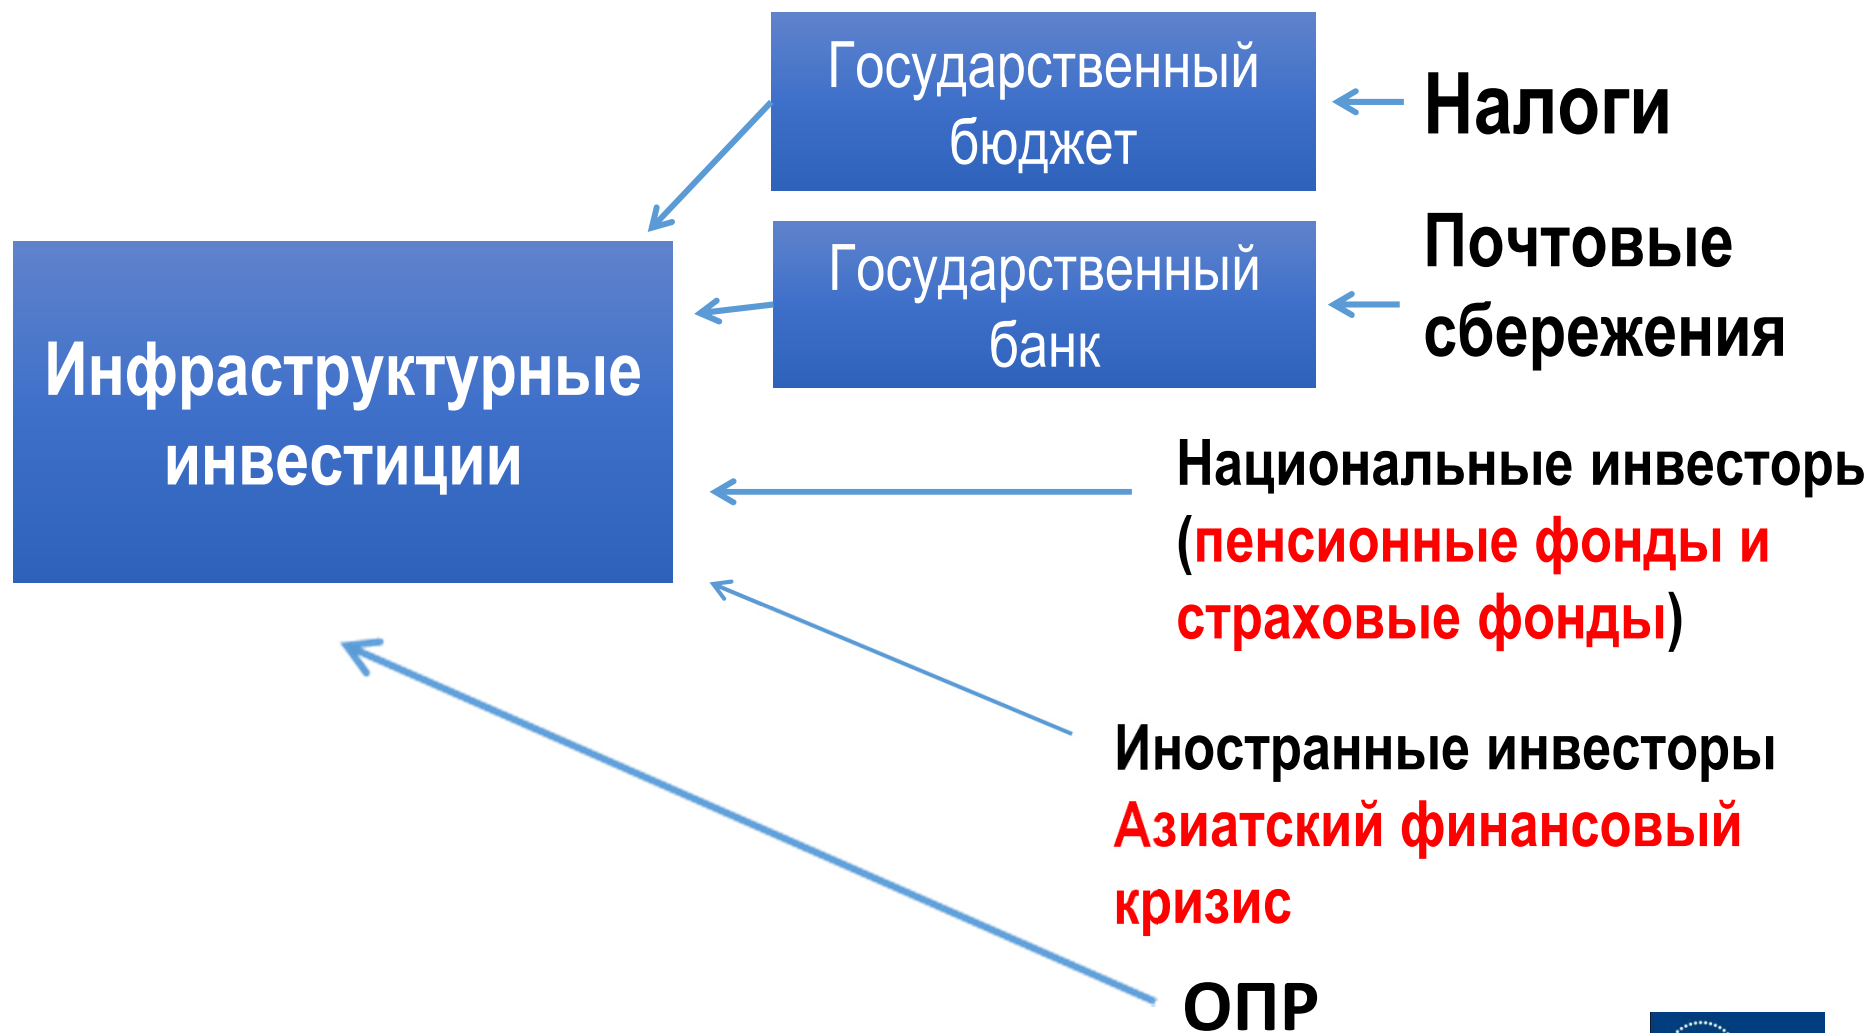 Государственный
бюджет
Налоги
Государственный
банк
Почтовые
сбережения
Инфраструктурные
инвестиции
Национальные инвесторы
(пенсионные фонды и
страховые фонды)
Иностранные инвесторы
Азиатский финансовый
кризис
ОПР